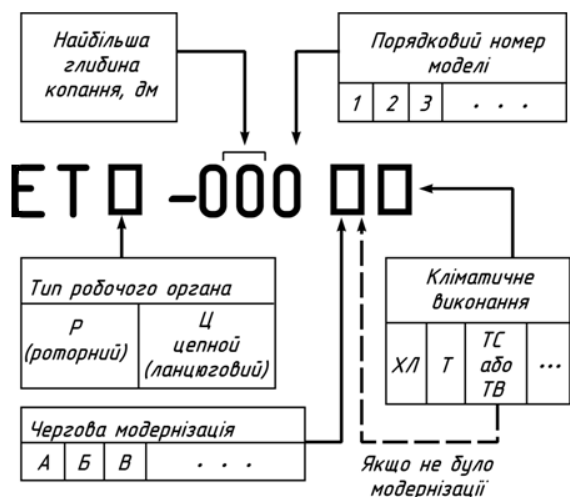 Найбільша
глибина
копання, дм
Порядковий номер
моделі
1 2 3 . . .
ЕТ□ -000 □□
Тип робочого органа
Р
(роторний)
Ц
цепной
(ланцюговий)
Кліматичне
виконання
ХЛ Т ТС або ТВ ...
Чергова модернізація
А Б В . . .
Якщо не було
модернізації